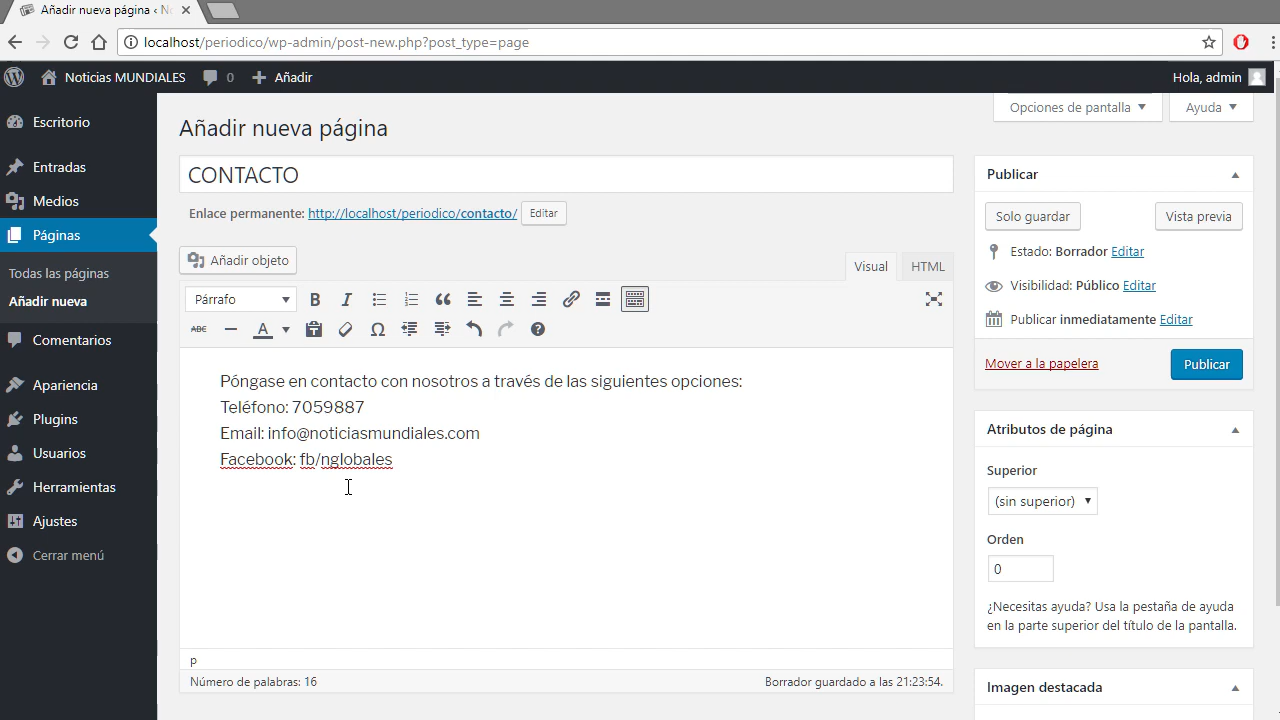 Añadir nueva página ‹ No
localhost/periodico/wp-admin/post-new.php?post_type=page
Noticias MUNDIALES 0 Añadir Hola, admin
Opciones de pantalla Ayuda
Escritorio
Entradas
Medios
Páginas
Todas las páginas
Añadir nueva
Comentarios
Apariencia
Plugins
Usuarios
Herramientas
Ajustes
Cerrar menú
Añadir nueva página
CONTACTO
Enlace permanente: http://localhost/periodico/contacto/ Editar
Añadir objeto
Visual HTML
Párrafo B I
ABC A
Póngase en contacto con nosotros a través de las siguientes opciones:
Teléfono: 7059887
Email: info@noticiasmundiales.com
Facebook: fb/nglobales
p
Número de palabras: 16 Borrador guardado a las 21:23:54.
Publicar
Solo guardar Vista previa
Estado: Borrador Editar
Visibilidad: Público Editar
Publicar inmediatamente Editar
Mover a la papelera Publicar
Atributos de página
Superior
(sin superior)
Orden
0
¿Necesitas ayuda? Usa la pestaña de ayuda
en la parte superior del título de la pantalla.
Imagen destacada